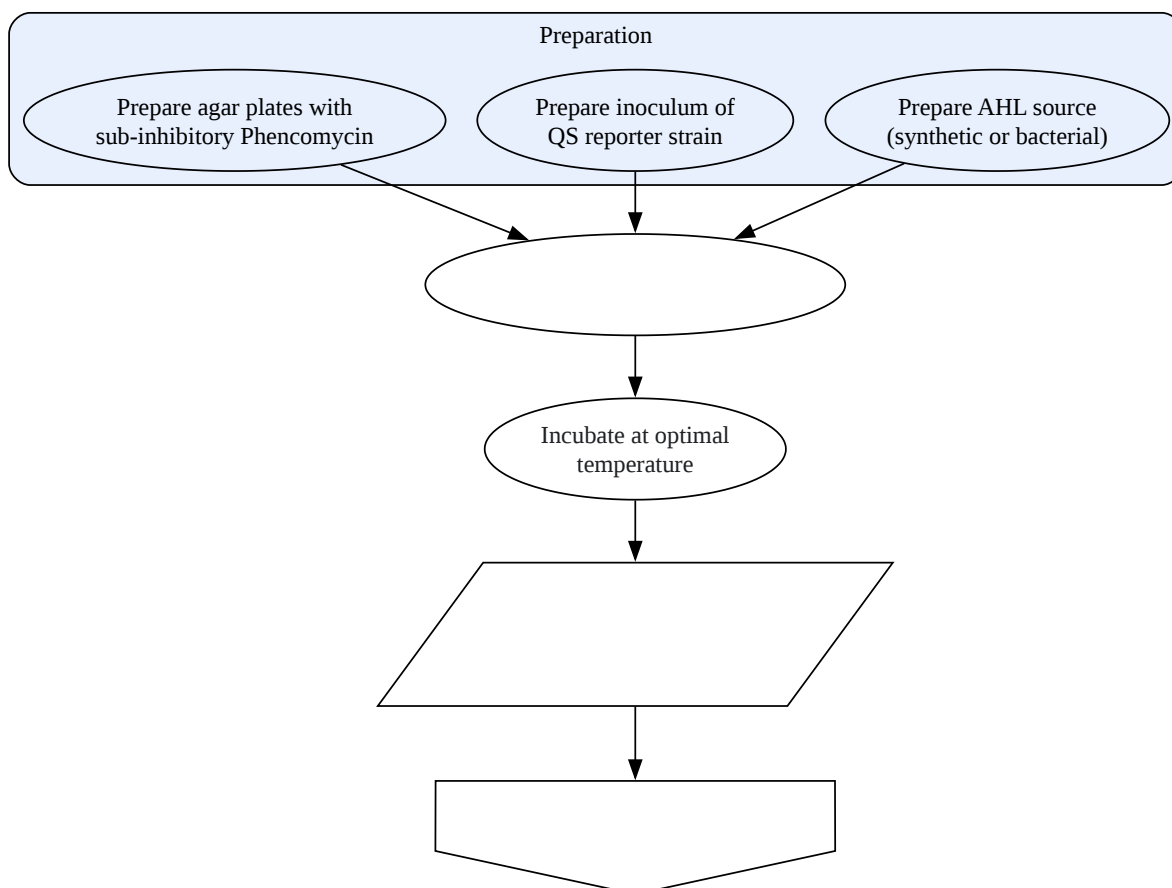 Preparation
Prepare agar plates with
sub-inhibitory Phencomycin
Prepare inoculum of
QS reporter strain
Prepare AHL source
(synthetic or bacterial)
Incubate at optimal
temperature